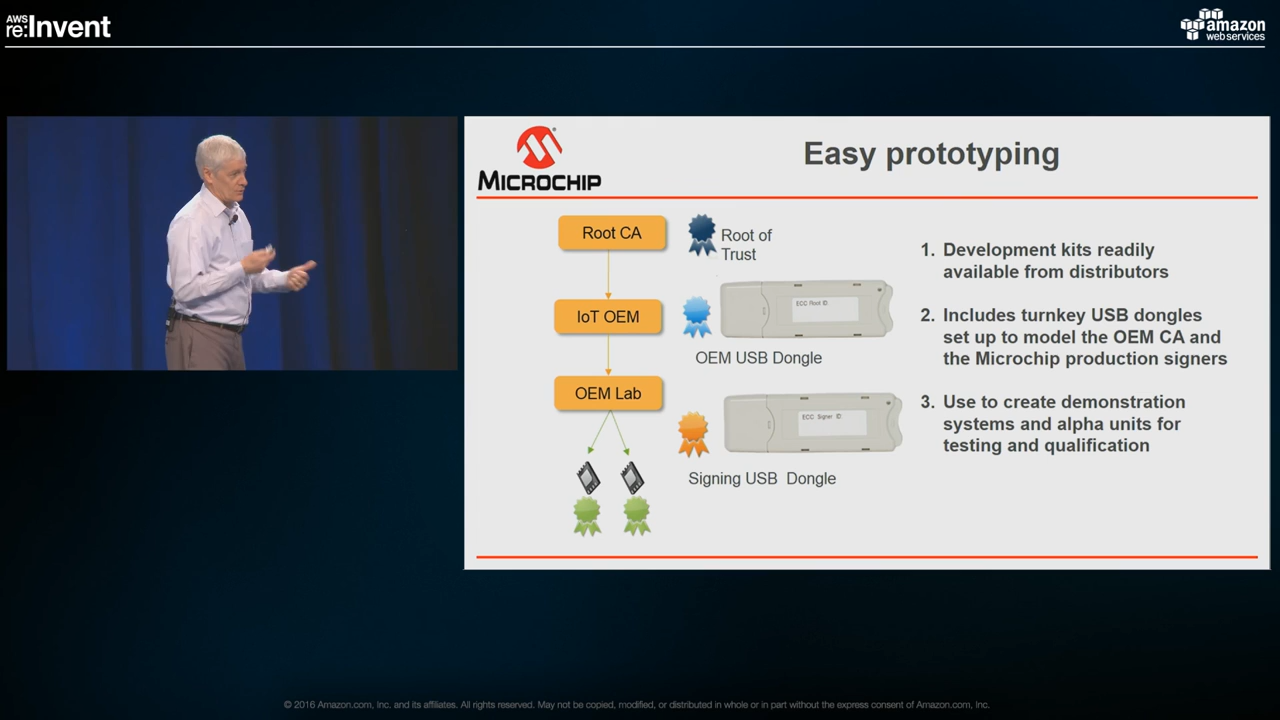 AWS
re:Invent
amazon
web services
MICROCHIP
Easy prototyping
Root CA
Root of
Trust
IoT OEM
ECC Root ID
OEM USB Dongle
OEM Lab
ECC Signer ID
Signing USB Dongle
1. Development kits readily
available from distributors
2. Includes turnkey USB dongles
set up to model the OEM CA and
the Microchip production signers
3. Use to create demonstration
systems and alpha units for
testing and qualification
© 2016 Amazon.com, Inc. and its affiliates. All rights reserved. May not be copied, modified, or distributed in whole or in part without the express consent of Amazon.com, Inc.